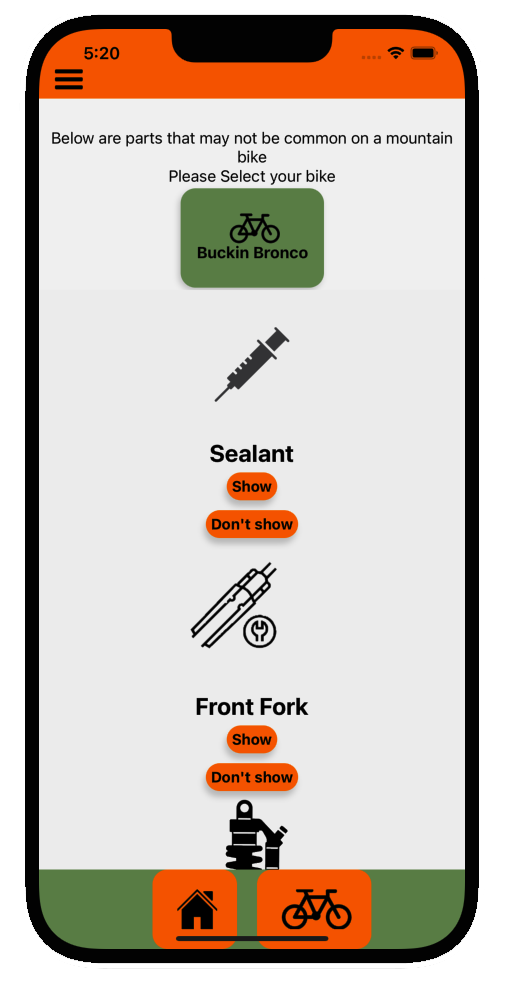 5:20
Below are parts that may not be common on a mountain
bike
Please Select your bike
Buckin Bronco
Sealant
Show
Don't show
Front Fork
Show
Don't show